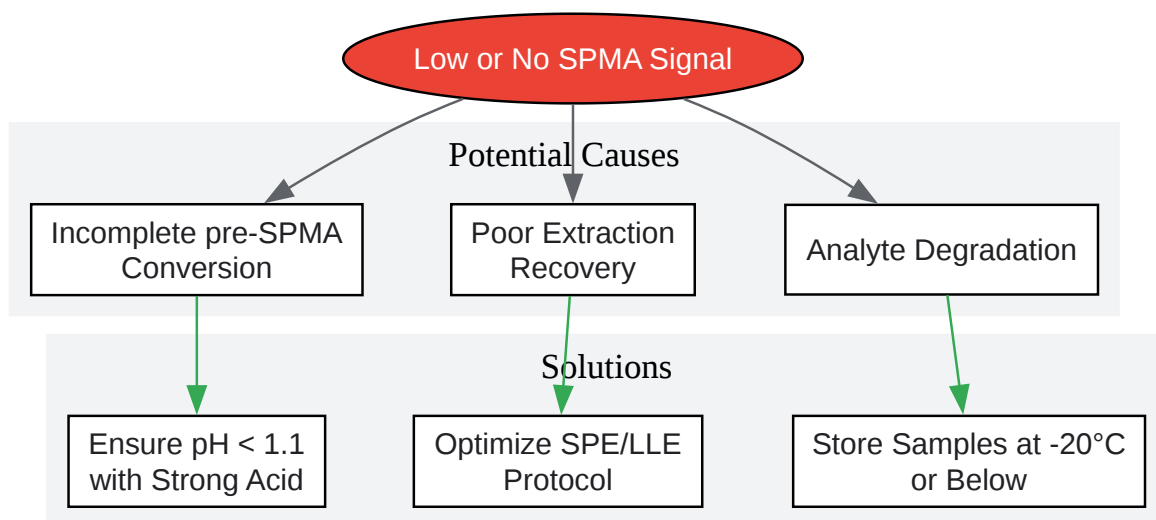 Low or No SPMA Signal
Potential Causes
Incomplete pre-SPMA
Conversion
Poor Extraction
Recovery
Analyte Degradation
Solutions
Ensure pH < 1.1
with Strong Acid
Optimize SPE/LLE
Protocol
Store Samples at -20°C
or Below